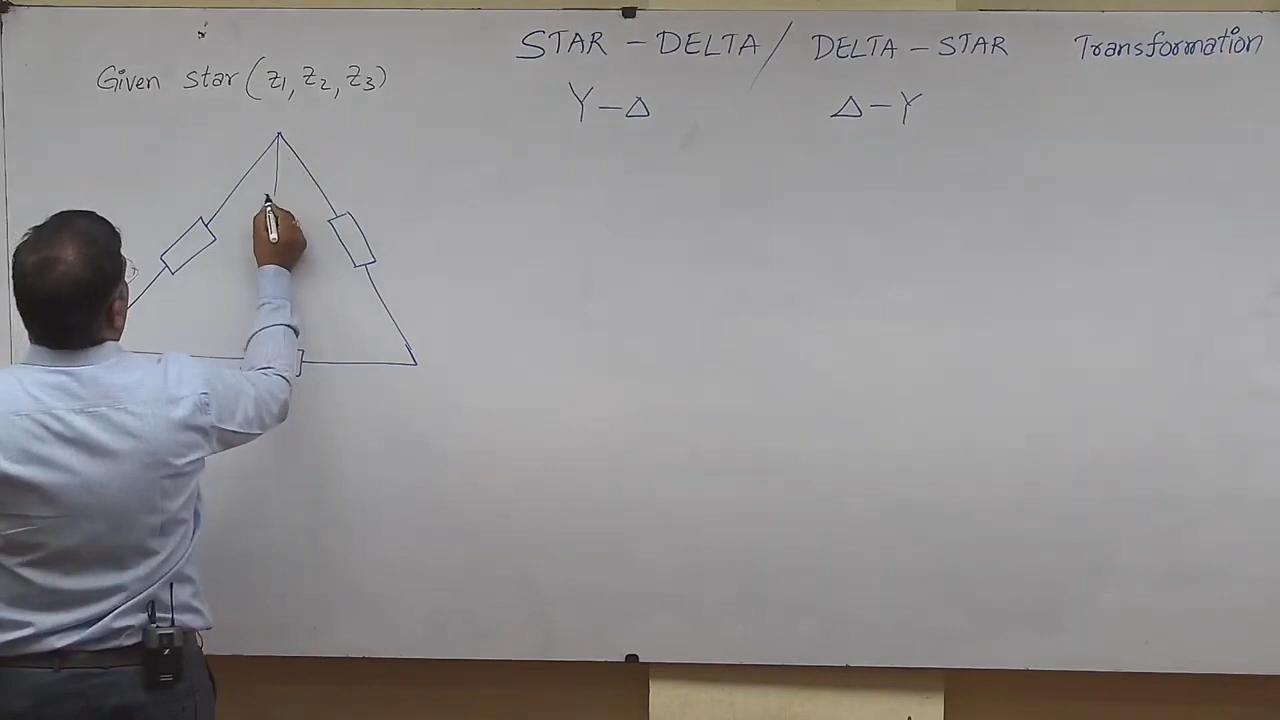 STAR - DELTA / DELTA - STAR Transformation
Given star (Z1, Z2, Z3)
Y - Δ Δ - Y